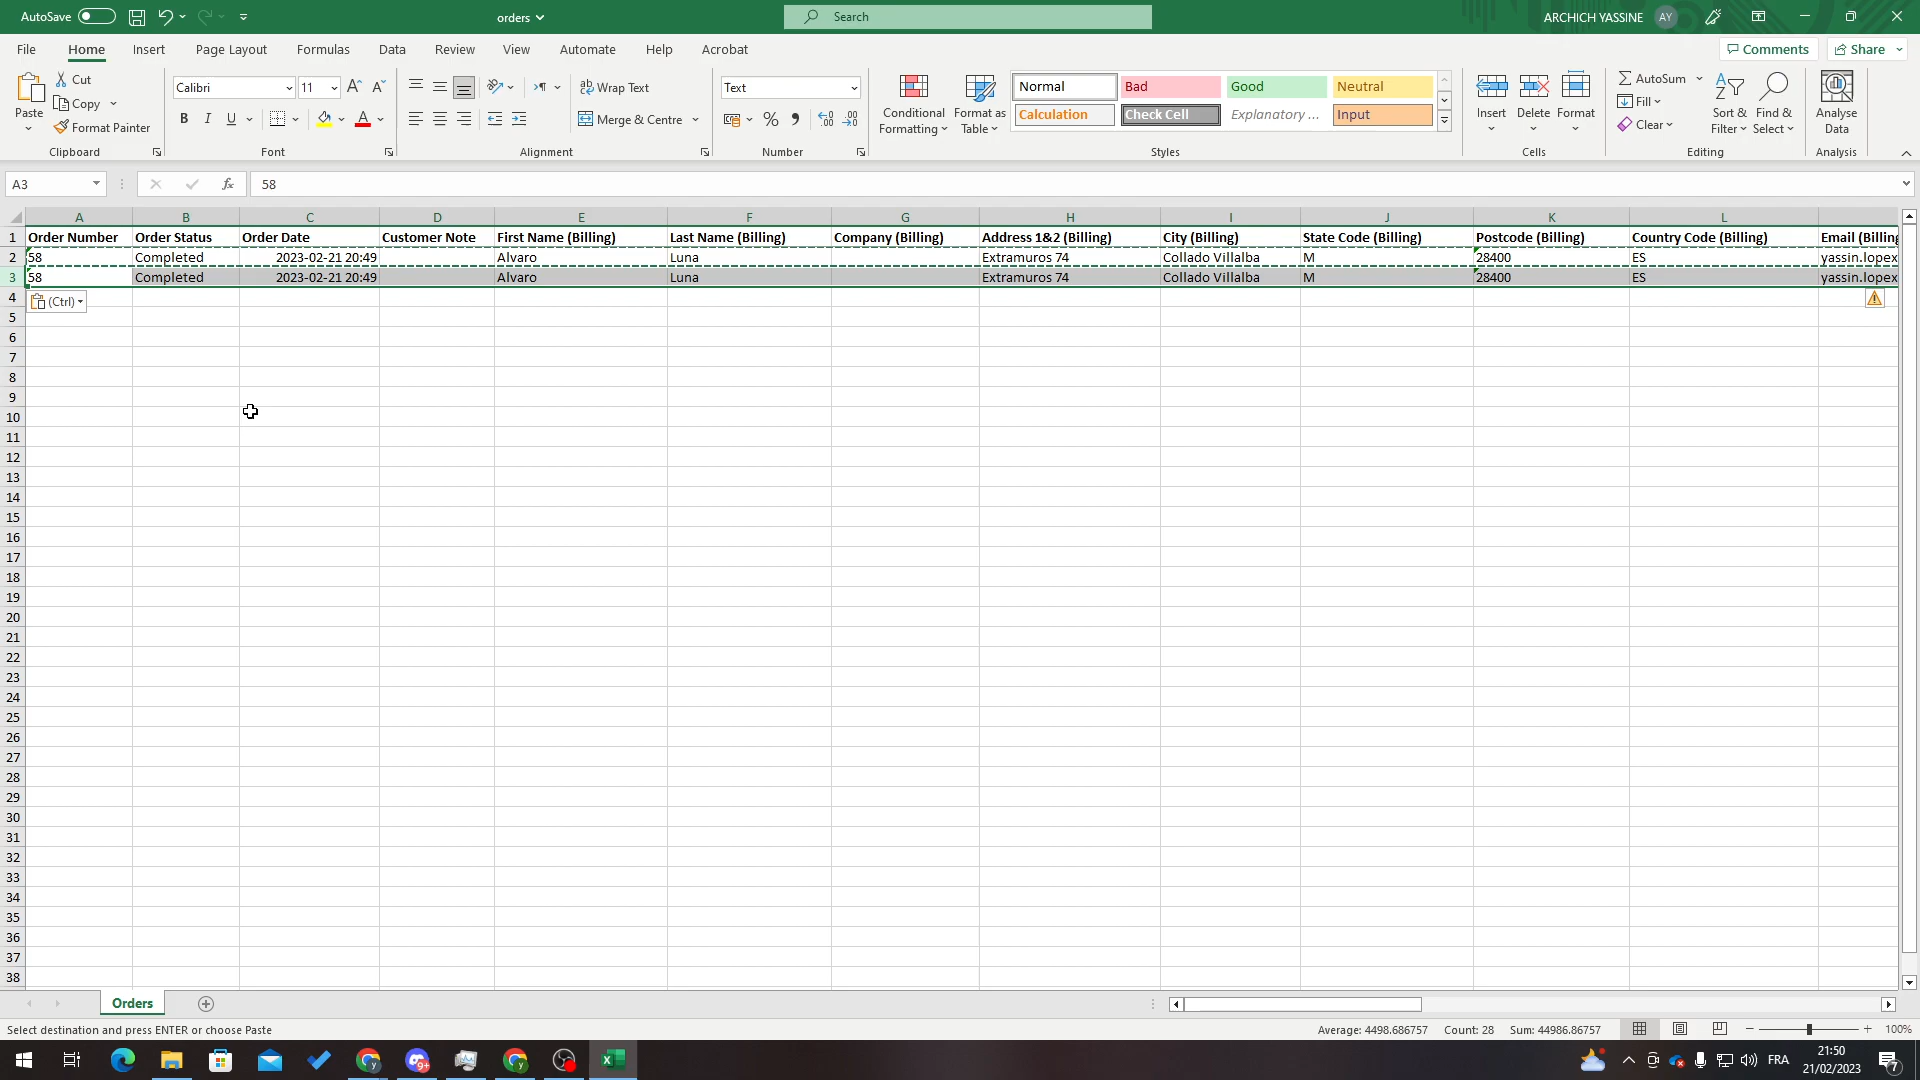 AutoSave orders Search ARCHICH YASSINE AY
File Home Insert Page Layout Formulas Data Review View Automate Help Acrobat Comments Share
Paste Cut Copy Format Painter Clipboard
Calibri 11 B I U A Font
Wrap Text Merge & Centre Alignment
Text % Number
Conditional Formatting Format as Table
Normal Bad Good Neutral
Calculation Check Cell Explanatory ... Input
Styles
Insert Delete Format Cells
AutoSum Fill Clear Sort & Filter Find & Select Editing
Analyse Data Analysis
A3 fx 58
A B C D E F G H I J K L
1 Order Number Order Status Order Date Customer Note First Name (Billing) Last Name (Billing) Company (Billing) Address 1&2 (Billing) City (Billing) State Code (Billing) Postcode (Billing) Country Code (Billing) Email (Billing
2 58 Completed 2023-02-21 20:49 Alvaro Luna Extramuros 74 Collado Villalba M 28400 ES yassin.lopex
3 58 Completed 2023-02-21 20:49 Alvaro Luna Extramuros 74 Collado Villalba M 28400 ES yassin.lopex
4 (Ctrl)
5
6
7
8
9
10
11
12
13
14
15
16
17
18
19
20
21
22
23
24
25
26
27
28
29
30
31
32
33
34
35
36
37
38
Orders
Select destination and press ENTER or choose Paste Average: 4498.686757 Count: 28 Sum: 44986.86757 100%
9+ FRA 21:50
21/02/2023 7